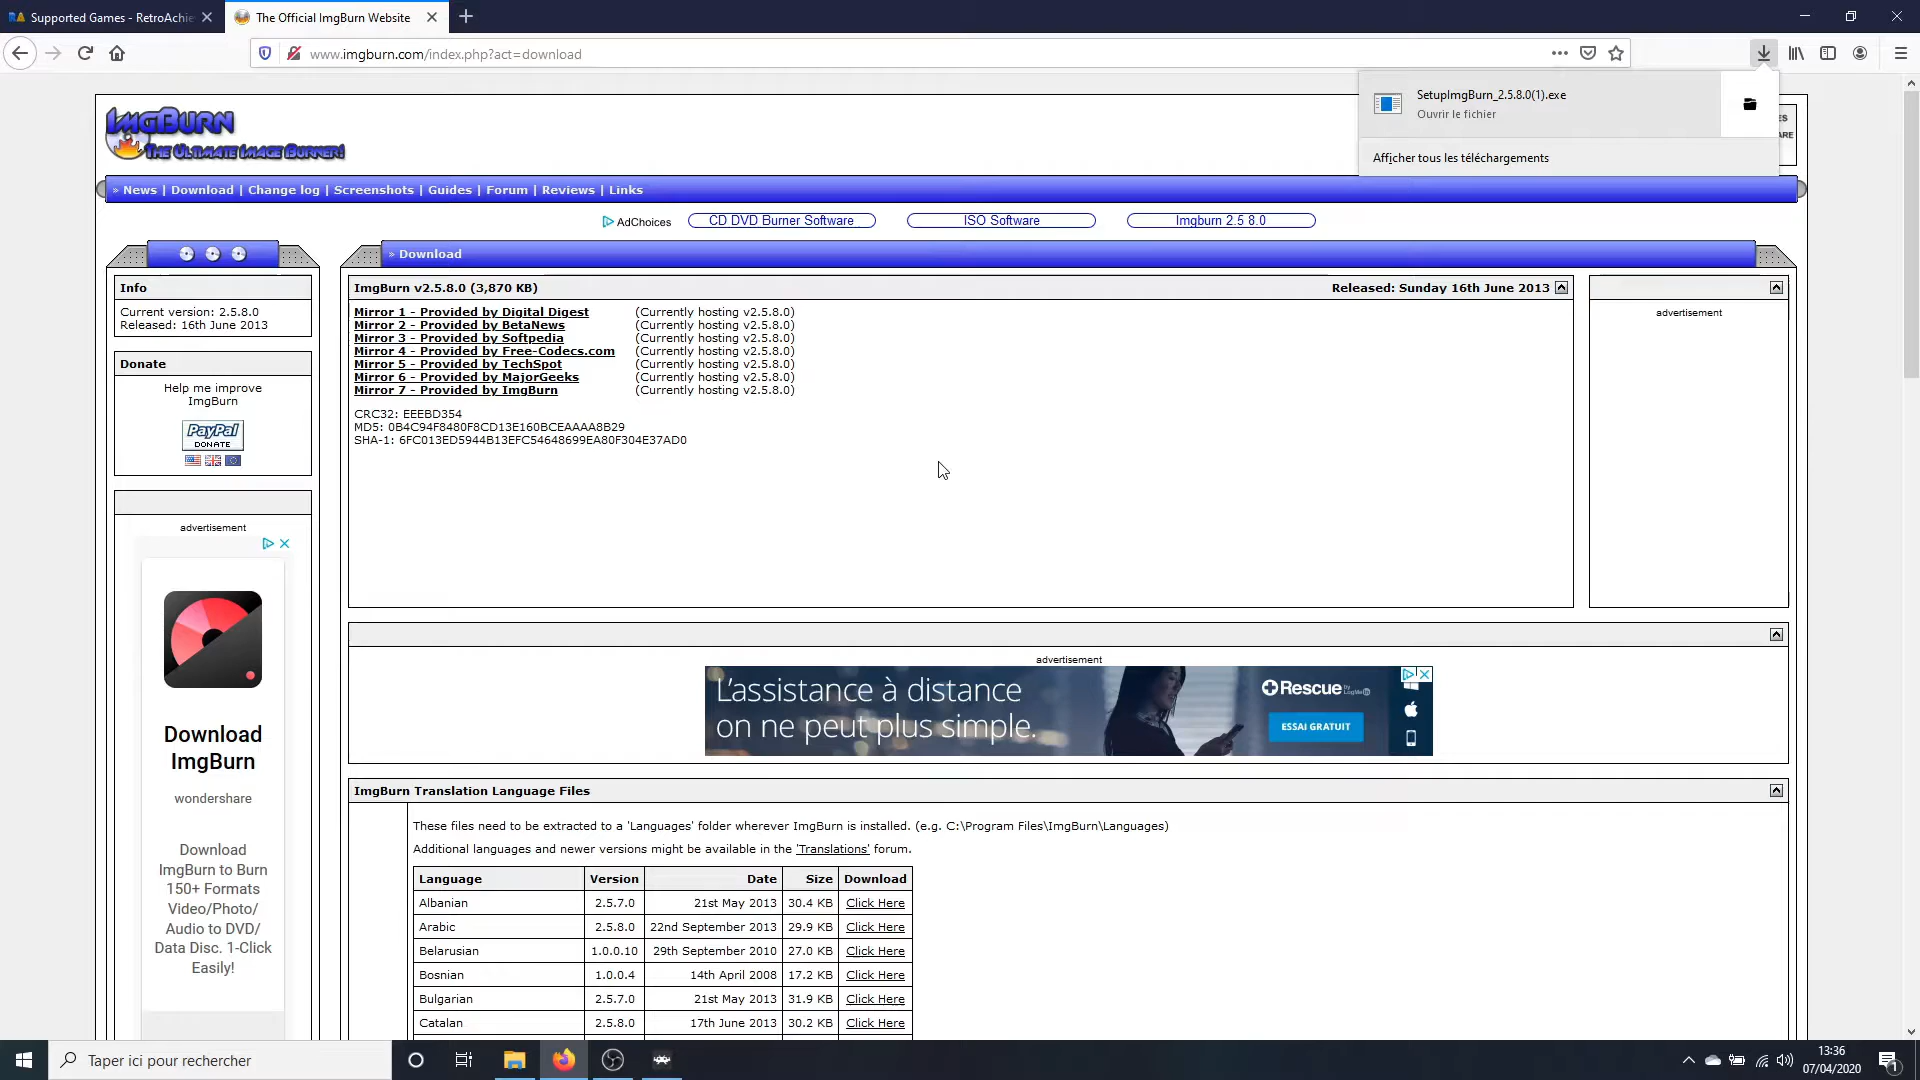 Supported Games - RetroAchie
The Official ImgBurn Website
www.imgburn.com/index.php?act=download
SetupImgBurn_2.5.8.0(1).exe
Ouvrir le fichier
Afficher tous les téléchargements
ImgBurn
The Ultimate Image Burner!
» News | Download | Change log | Screenshots | Guides | Forum | Reviews | Links
AdChoices
CD DVD Burner Software
ISO Software
Imgburn 2.5 8.0
» Download
Info
Current version: 2.5.8.0
Released: 16th June 2013
Donate
Help me improve
ImgBurn
PayPal
DONATE
advertisement
Download
ImgBurn
wondershare
Download
ImgBurn to Burn
150+ Formats
Video/Photo/
Audio to DVD/
Data Disc. 1-Click
Easily!
ImgBurn v2.5.8.0 (3,870 KB)
Released: Sunday 16th June 2013
Mirror 1 - Provided by Digital Digest (Currently hosting v2.5.8.0)
Mirror 2 - Provided by BetaNews (Currently hosting v2.5.8.0)
Mirror 3 - Provided by Softpedia (Currently hosting v2.5.8.0)
Mirror 4 - Provided by Free-Codecs.com (Currently hosting v2.5.8.0)
Mirror 5 - Provided by TechSpot (Currently hosting v2.5.8.0)
Mirror 6 - Provided by MajorGeeks (Currently hosting v2.5.8.0)
Mirror 7 - Provided by ImgBurn (Currently hosting v2.5.8.0)
CRC32: EEEBD354
MD5: 0B4C94F8480F8CD13E160BCEAAAA8B29
SHA-1: 6FC013ED5944B13EFC54648699EA80F304E37AD0
advertisement
advertisement
L'assistance à distance
on ne peut plus simple.
Rescue by LogMeIn
ESSAI GRATUIT
ImgBurn Translation Language Files
These files need to be extracted to a 'Languages' folder wherever ImgBurn is installed. (e.g. C:\Program Files\ImgBurn\Languages)
Additional languages and newer versions might be available in the 'Translations' forum.
Language Version Date Size Download
Albanian 2.5.7.0 21st May 2013 30.4 KB Click Here
Arabic 2.5.8.0 22nd September 2013 29.9 KB Click Here
Belarusian 1.0.0.10 29th September 2010 27.0 KB Click Here
Bosnian 1.0.0.4 14th April 2008 17.2 KB Click Here
Bulgarian 2.5.7.0 21st May 2013 31.9 KB Click Here
Catalan 2.5.8.0 17th June 2013 30.2 KB Click Here
Taper ici pour rechercher
13:36
07/04/2020
1